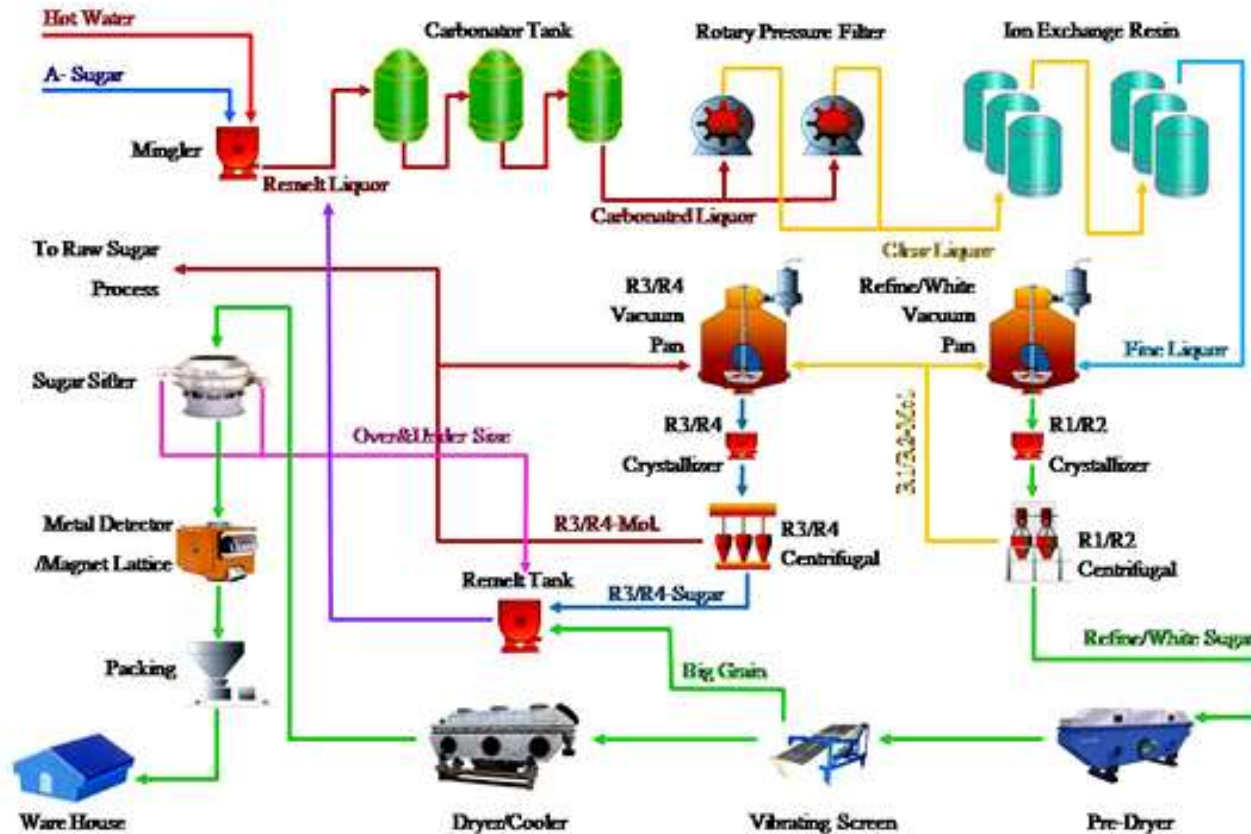 Hot Water
Carbonator Tank
Rotary Pressure Filter
Ion Exchange Resin
A- Sugar
Mingler
Remelt Liquor
Carbonated Liquor
Clear Liquor
To Raw Sugar
Process
R3/R4
Vacuum
Pan
Refine/White
Vacuum
Pan
Fine Liquor
Sugar Sifter
Over&Under Size
R3/R4
Crystallizer
R1/R2-Mol.
R1/R2
Crystallizer
Metal Detector
/Magnet Lattice
R3/R4-Mol.
R3/R4
Centrifugal
R1/R2
Centrifugal
Remelt Tank
R3/R4-Sugar
Refine/White Sugar
Packing
Big Grain
Ware House
Dryer/Cooler
Vibrating Screen
Pre-Dryer